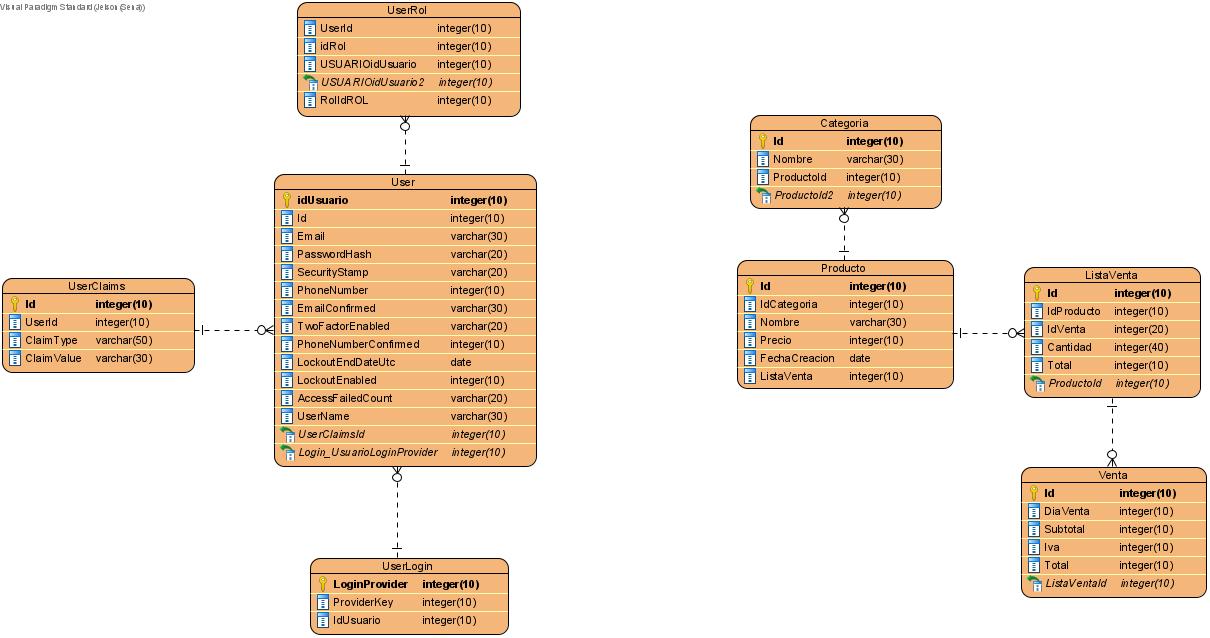 Visual Paradigm Standard(Jeison(Sena))
UserRol
UserId integer(10)
idRol integer(10)
USUARIOidUsuario integer(10)
USUARIOidUsuario2 integer(10)
RolIdROL integer(10)
User
idUsuario integer(10)
Id integer(10)
Email varchar(30)
PasswordHash varchar(20)
SecurityStamp varchar(20)
PhoneNumber integer(10)
EmailConfirmed varchar(30)
TwoFactorEnabled varchar(20)
PhoneNumberConfirmed integer(10)
LockoutEndDateUtc date
LockoutEnabled integer(10)
AccessFailedCount varchar(20)
UserName varchar(30)
UserClaimsId integer(10)
Login_UsuarioLoginProvider integer(10)
UserClaims
Id integer(10)
UserId integer(10)
ClaimType varchar(50)
ClaimValue varchar(30)
UserLogin
LoginProvider integer(10)
ProviderKey integer(10)
IdUsuario integer(10)
Categoria
Id integer(10)
Nombre varchar(30)
ProductoId integer(10)
ProductoId2 integer(10)
Producto
Id integer(10)
IdCategoria integer(10)
Nombre varchar(30)
Precio integer(10)
FechaCreacion date
ListaVenta integer(10)
ListaVenta
Id integer(10)
IdProducto integer(10)
IdVenta integer(20)
Cantidad integer(40)
Total integer(10)
ProductoId integer(10)
Venta
Id integer(10)
DiaVenta integer(10)
Subtotal integer(10)
Iva integer(10)
Total integer(10)
ListaVentaId integer(10)